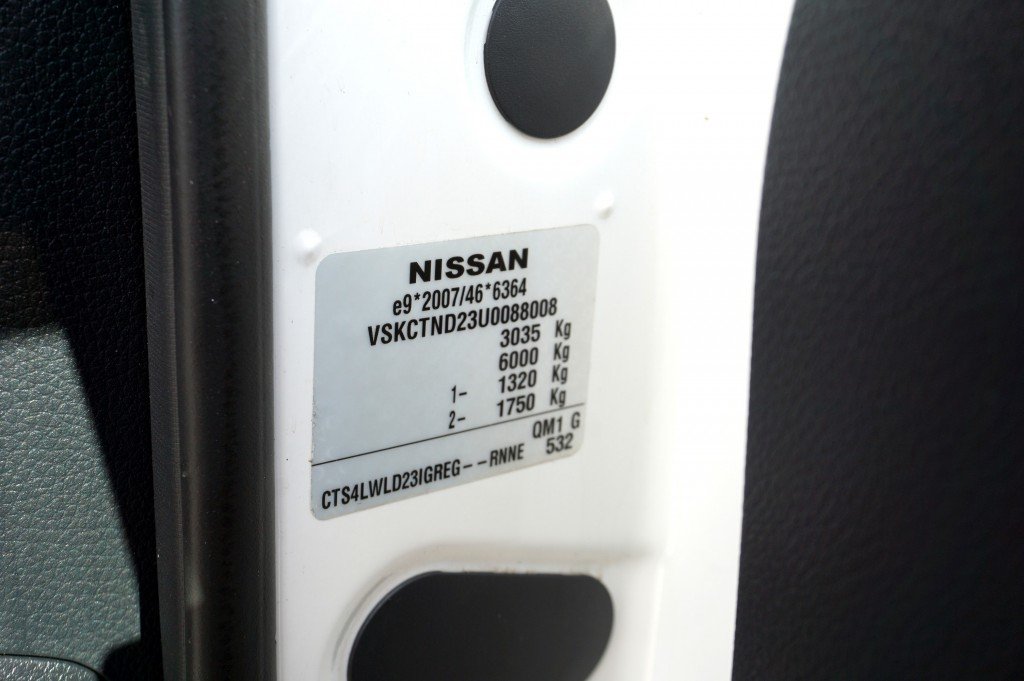 NISSAN
e9*2007/46*6364
VSKCTND23U0088008
3035 Kg
6000 Kg
1- 1320 Kg
2- 1750 Kg
QM1 G
CTS4LWLD23IGREG--RNNE 532